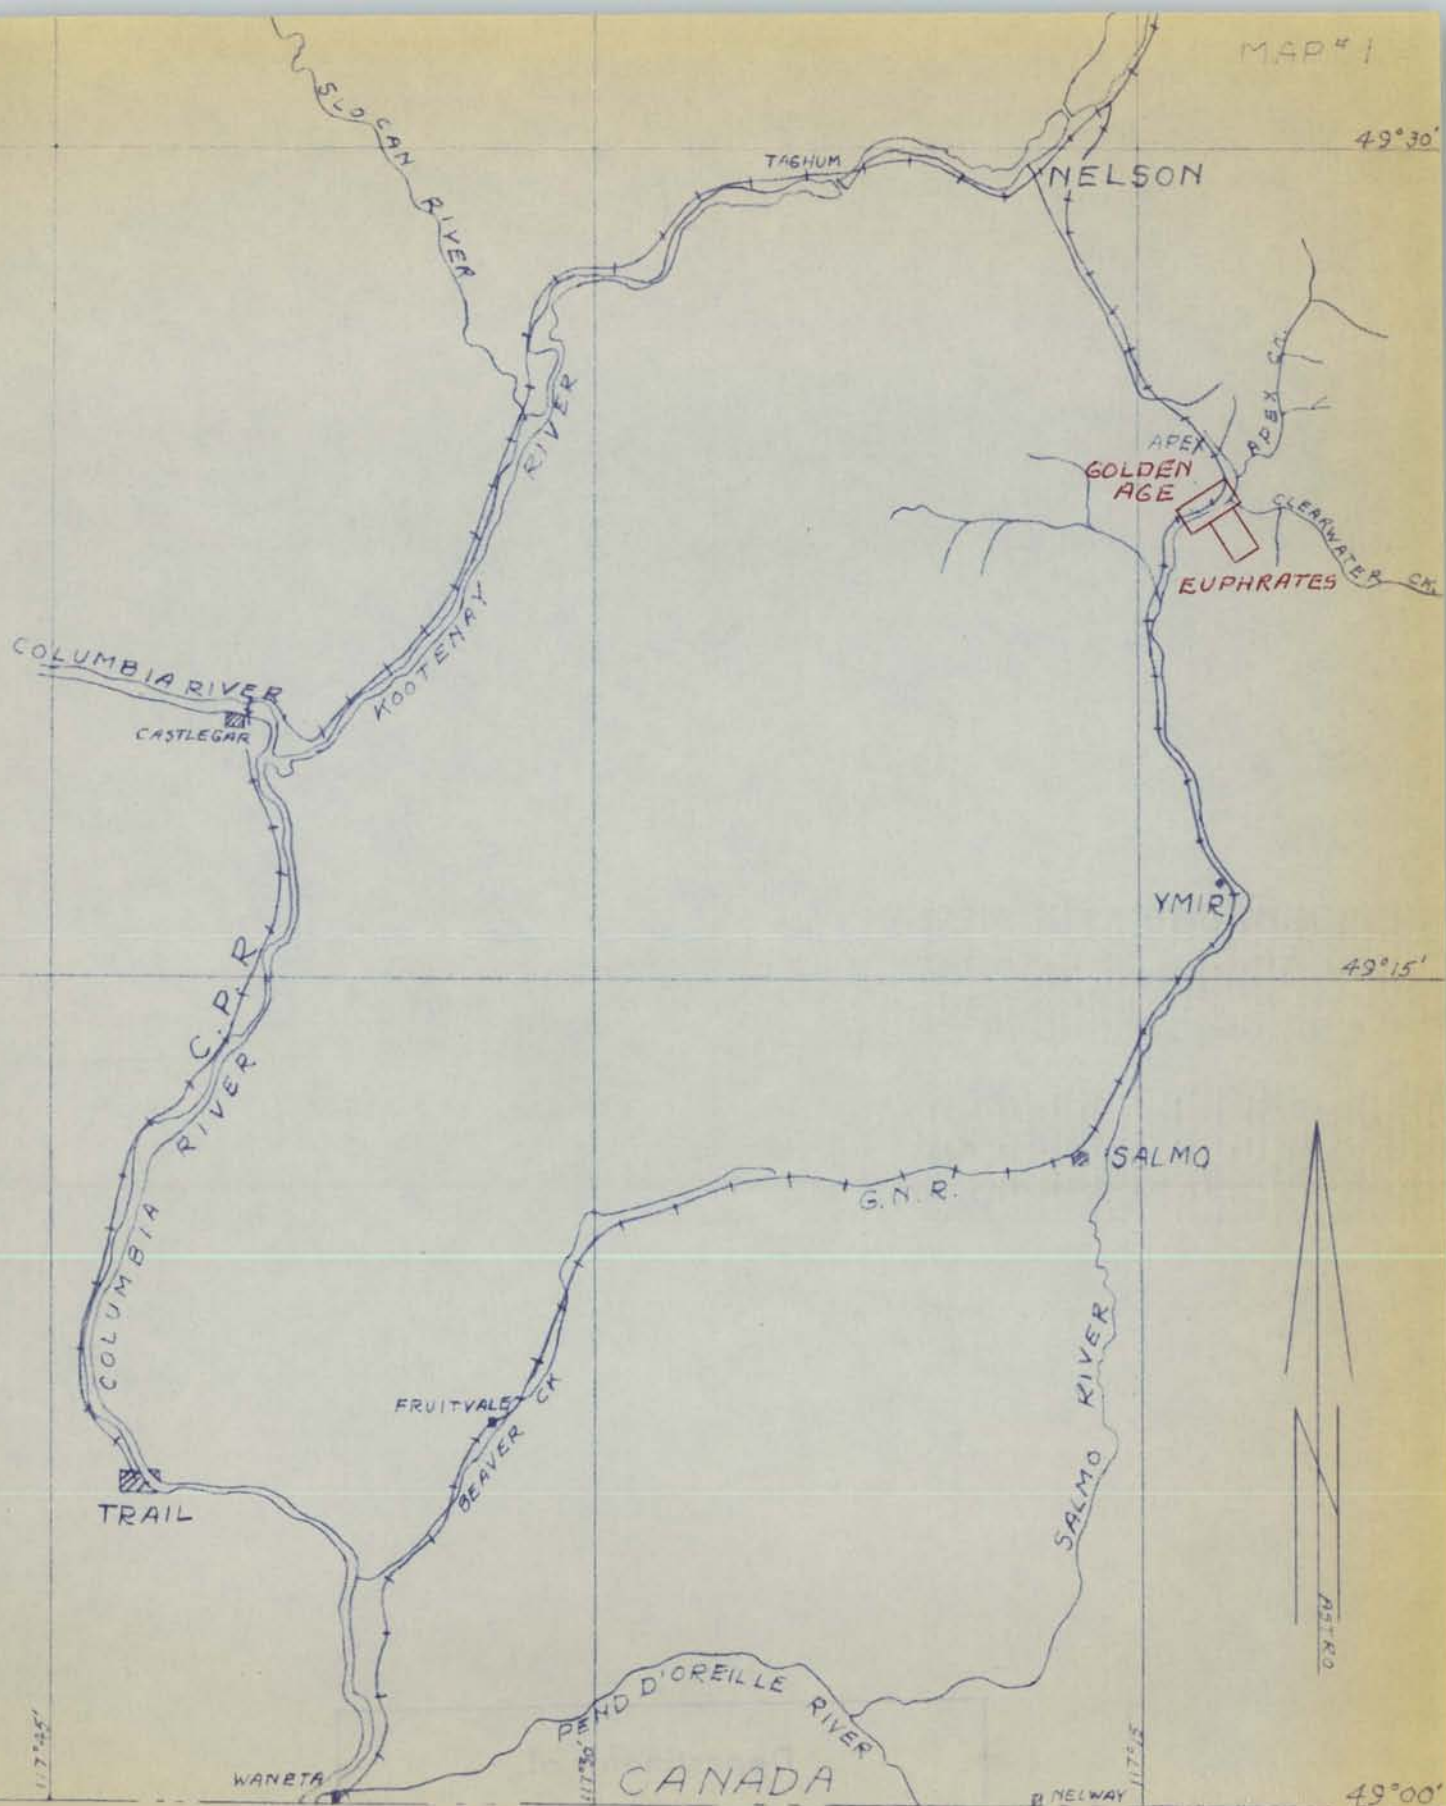 MAP #1
49°30'
SLOCAN RIVER
TAGHUM
NELSON
APEX CK.
APEX
GOLDEN
AGE
CLEARWATER CK.
EUPHRATES
KOOTENAY RIVER
COLUMBIA RIVER
CASTLEGAR
YMIR
49°15'
C.P.R
COLUMBIA RIVER
SALMO
G.N.R.
SALMO RIVER
FRUITVALE
BEAVER CK
TRAIL
SALMO
N
ASTRO
PEND D'OREILLE RIVER
117°45'
117°30'
117°15
WANETA
CANADA
NELWAY
49°00'